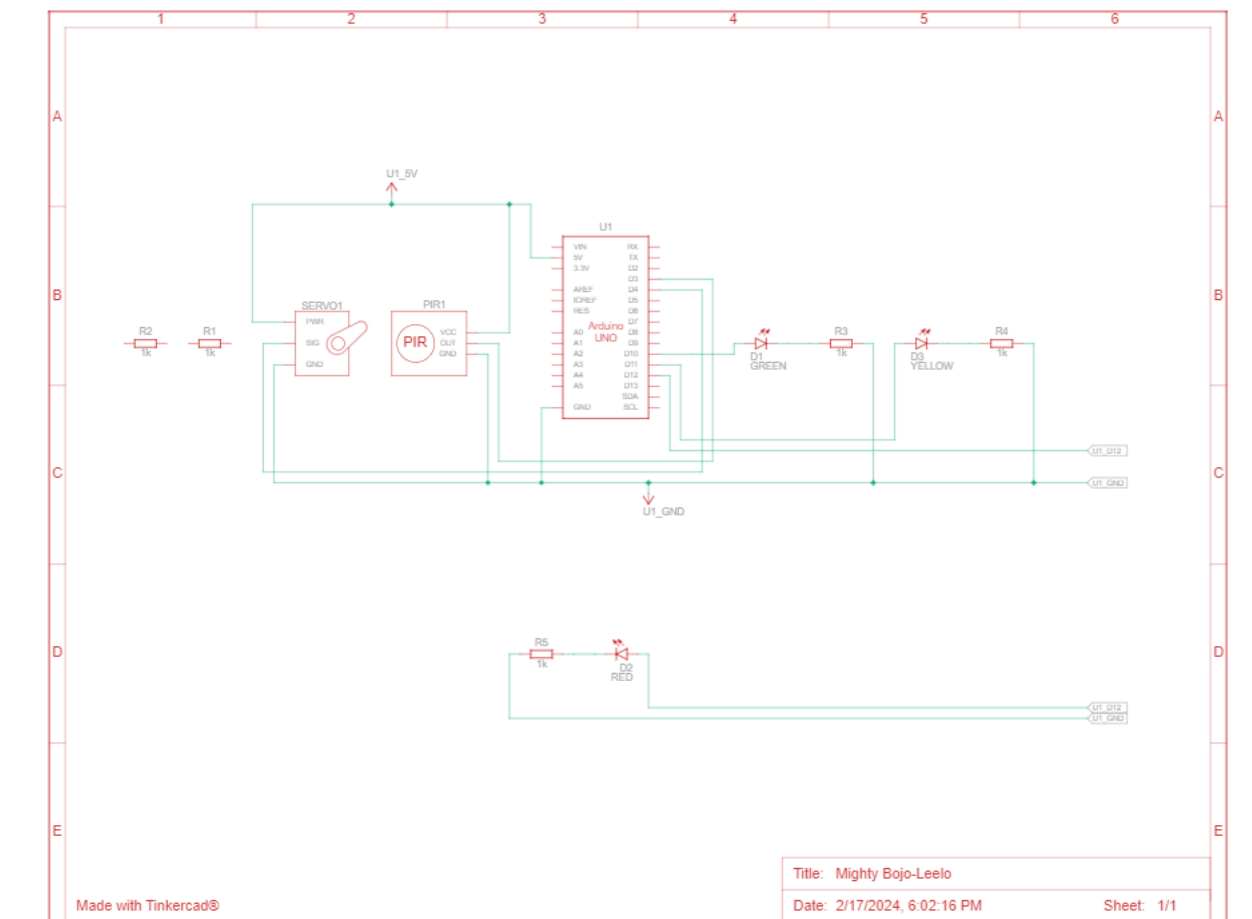 1 2 3 4 5 6
A A
U1_5V
U1
VIN RX
5V TX
3.3V D2
D3
AREF D4
IOREF D5
RES D6
D7
A0 D8
A1 D9
A2 D10
A3 D11
A4 D12
A5 D13
SDA
GND SCL
Arduino
UNO
B B
SERVO1
PWR
SIG
GND
PIR1
PIR
VCC
OUT
GND
R2
1k
R1
1k
D1
GREEN
R3
1k
D3
YELLOW
R4
1k
U1_D12
C C
U1_GND
U1_GND
R5
1k
D2
RED
D D
U1_D12
U1_GND
E E
Title: Mighty Bojo-Leelo
Made with Tinkercad®
Date: 2/17/2024, 6:02:16 PM Sheet: 1/1